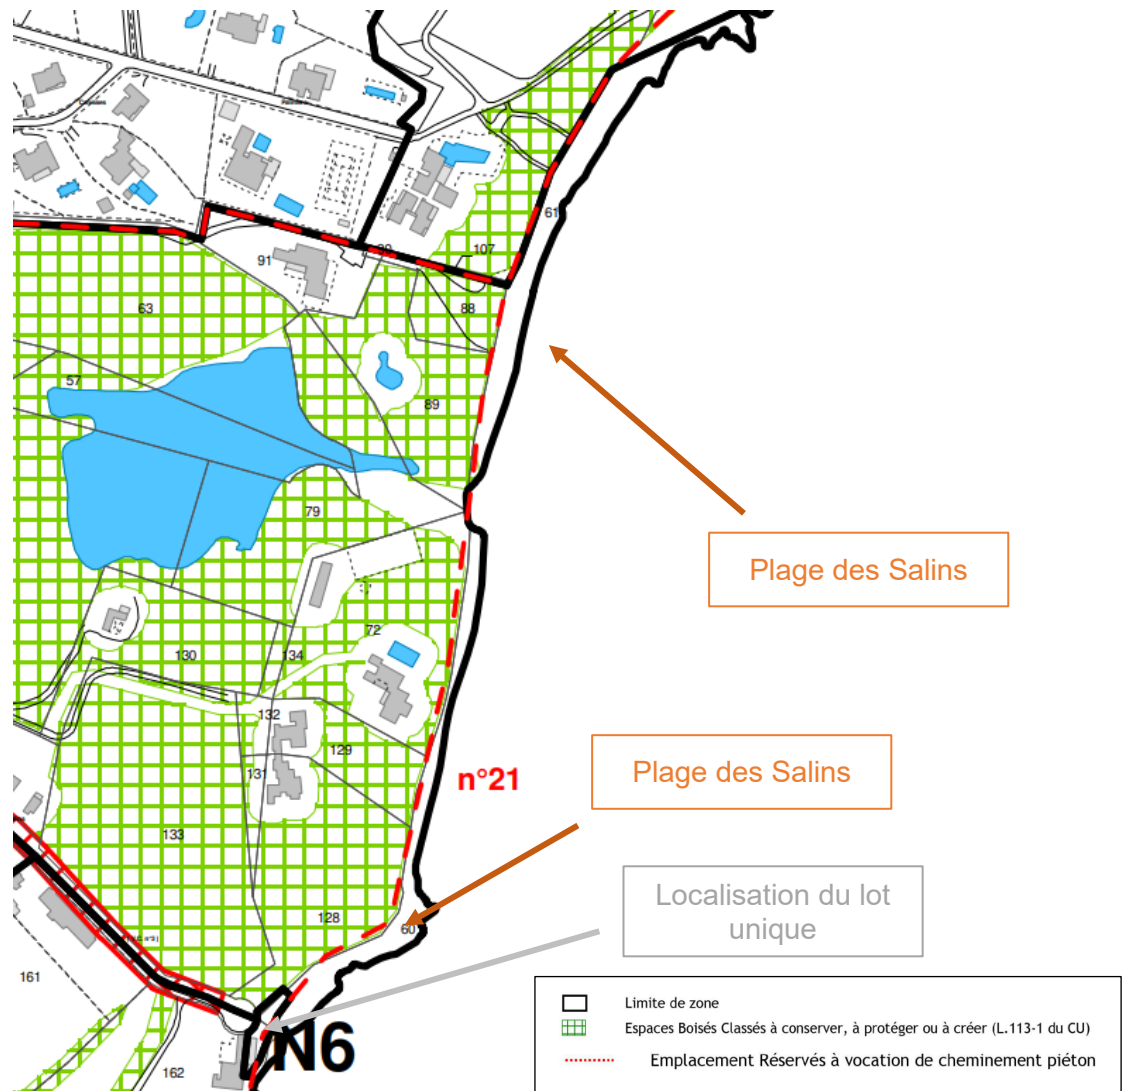 61
39
107
91
63
88
57
89
Plage des Salins
79
72
130
134
132
129
Plage des Salins
131
n°21
133
Localisation du lot
unique
128
60
161
N6
162
Limite de zone
Espaces Boisés Classés à conserver, à protéger ou à créer (L.113-1 du CU)
Emplacement Réservés à vocation de cheminement piéton